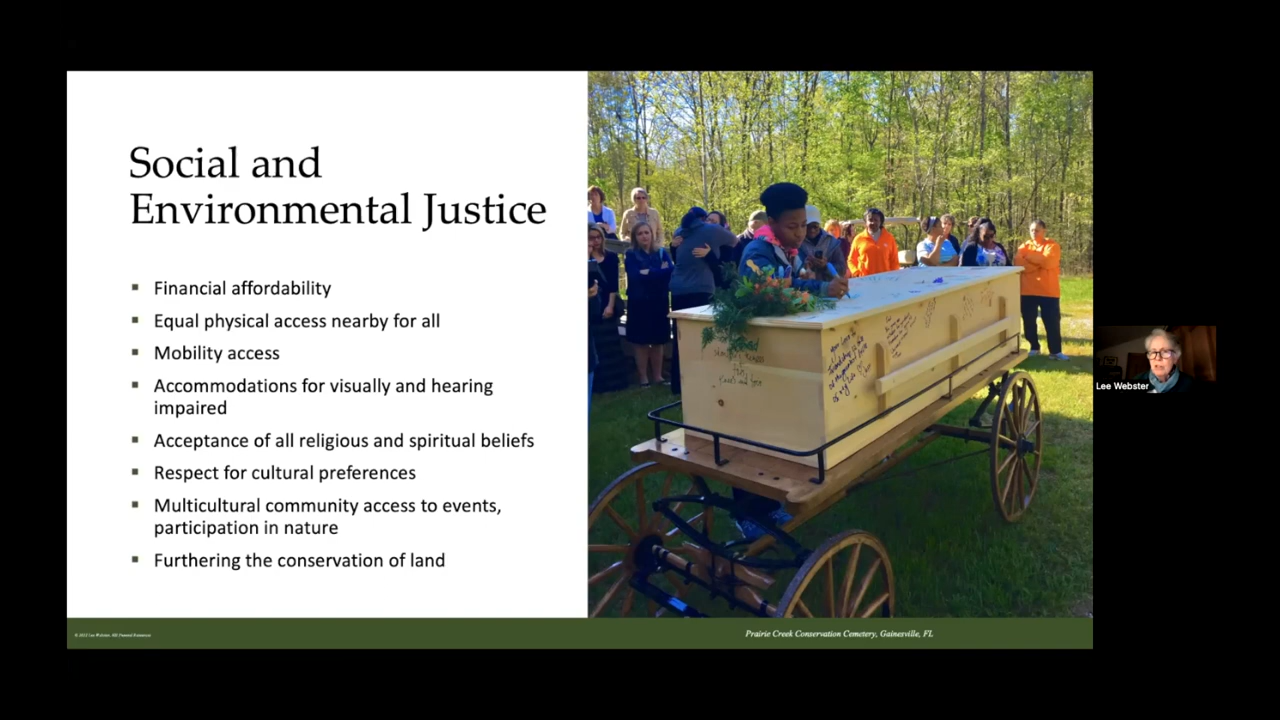 Social and
Environmental Justice
▪ Financial affordability
▪ Equal physical access nearby for all
▪ Mobility access
▪ Accommodations for visually and hearing
impaired
▪ Acceptance of all religious and spiritual beliefs
▪ Respect for cultural preferences
▪ Multicultural community access to events,
participation in nature
▪ Furthering the conservation of land
Prairie Creek Conservation Cemetery, Gainesville, FL
Lee Webster